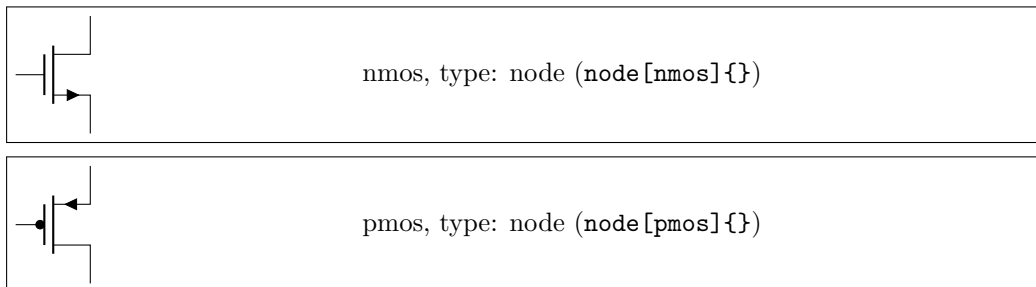 nmos, type: node (node[nmos]{})
pmos, type: node (node[pmos]{})